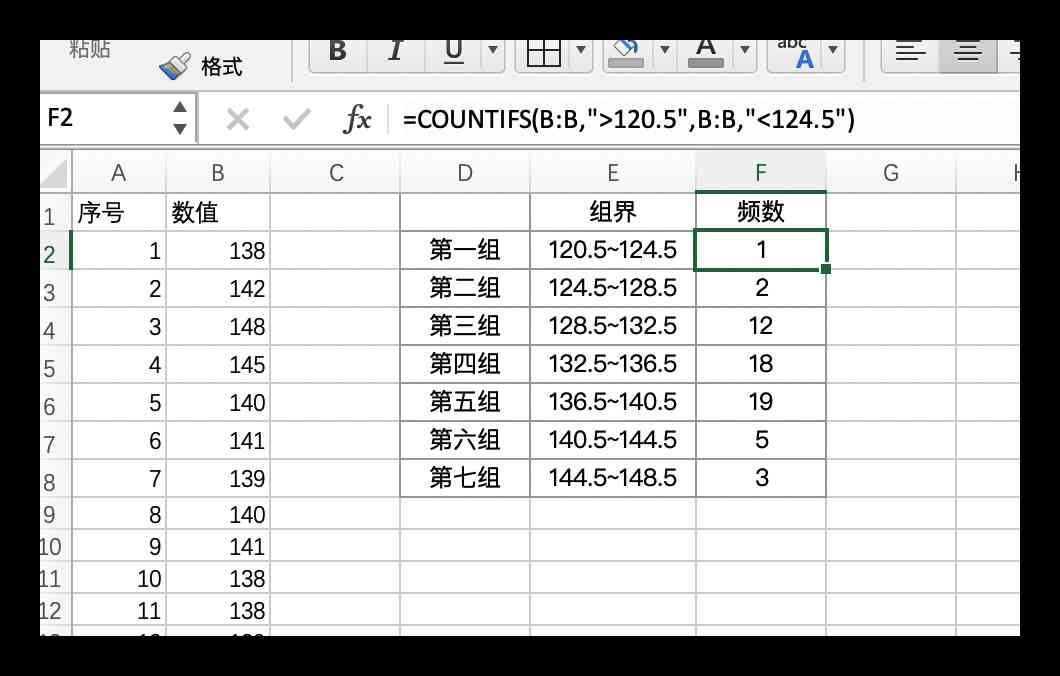 粘贴
格式
B I U abc A A
F2 fx =COUNTIFS(B:B,">120.5",B:B,"<124.5")
A B C D E F G H
1 序号 数值 组界 频数
2 1 138 第一组 120.5~124.5 1
3 2 142 第二组 124.5~128.5 2
4 3 148 第三组 128.5~132.5 12
5 4 145 第四组 132.5~136.5 18
6 5 140 第五组 136.5~140.5 19
7 6 141 第六组 140.5~144.5 5
8 7 139 第七组 144.5~148.5 3
9 8 140
10 9 141
11 10 138
12 11 138